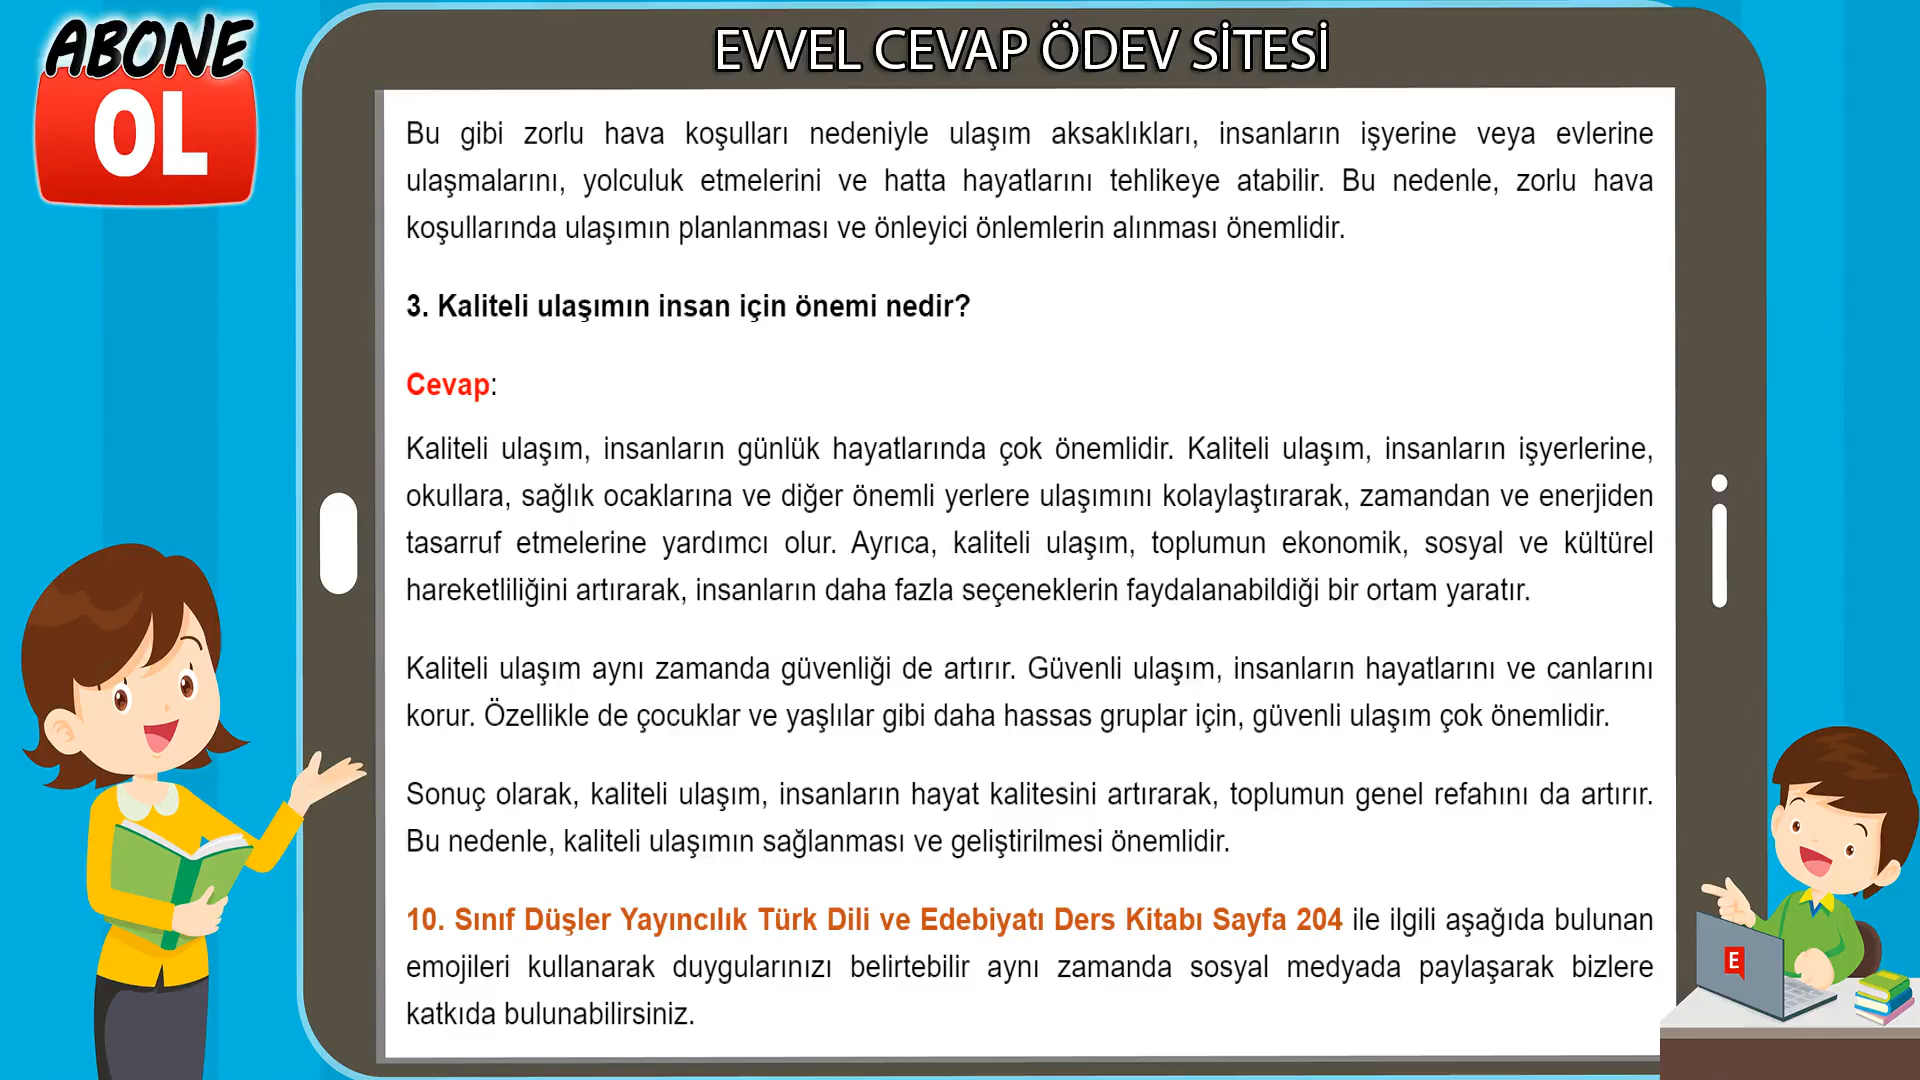 ABONE
OL
EVVEL CEVAP ÖDEV SİTESİ
Bu gibi zorlu hava koşulları nedeniyle ulaşım aksaklıkları, insanların işyerine veya evlerine
ulaşmalarını, yolculuk etmelerini ve hatta hayatlarını tehlikeye atabilir. Bu nedenle, zorlu hava
koşullarında ulaşımın planlanması ve önleyici önlemlerin alınması önemlidir.
3. Kaliteli ulaşımın insan için önemi nedir?
Cevap:
Kaliteli ulaşım, insanların günlük hayatlarında çok önemlidir. Kaliteli ulaşım, insanların işyerlerine,
okullara, sağlık ocaklarına ve diğer önemli yerlere ulaşımını kolaylaştırarak, zamandan ve enerjiden
tasarruf etmelerine yardımcı olur. Ayrıca, kaliteli ulaşım, toplumun ekonomik, sosyal ve kültürel
hareketliliğini artırarak, insanların daha fazla seçeneklerin faydalanabildiği bir ortam yaratır.
Kaliteli ulaşım aynı zamanda güvenliği de artırır. Güvenli ulaşım, insanların hayatlarını ve canlarını
korur. Özellikle de çocuklar ve yaşlılar gibi daha hassas gruplar için, güvenli ulaşım çok önemlidir.
Sonuç olarak, kaliteli ulaşım, insanların hayat kalitesini artırarak, toplumun genel refahını da artırır.
Bu nedenle, kaliteli ulaşımın sağlanması ve geliştirilmesi önemlidir.
10. Sınıf Düşler Yayıncılık Türk Dili ve Edebiyatı Ders Kitabı Sayfa 204 ile ilgili aşağıda bulunan
emojileri kullanarak duygularınızı belirtebilir aynı zamanda sosyal medyada paylaşarak bizlere
katkıda bulunabilirsiniz.
E